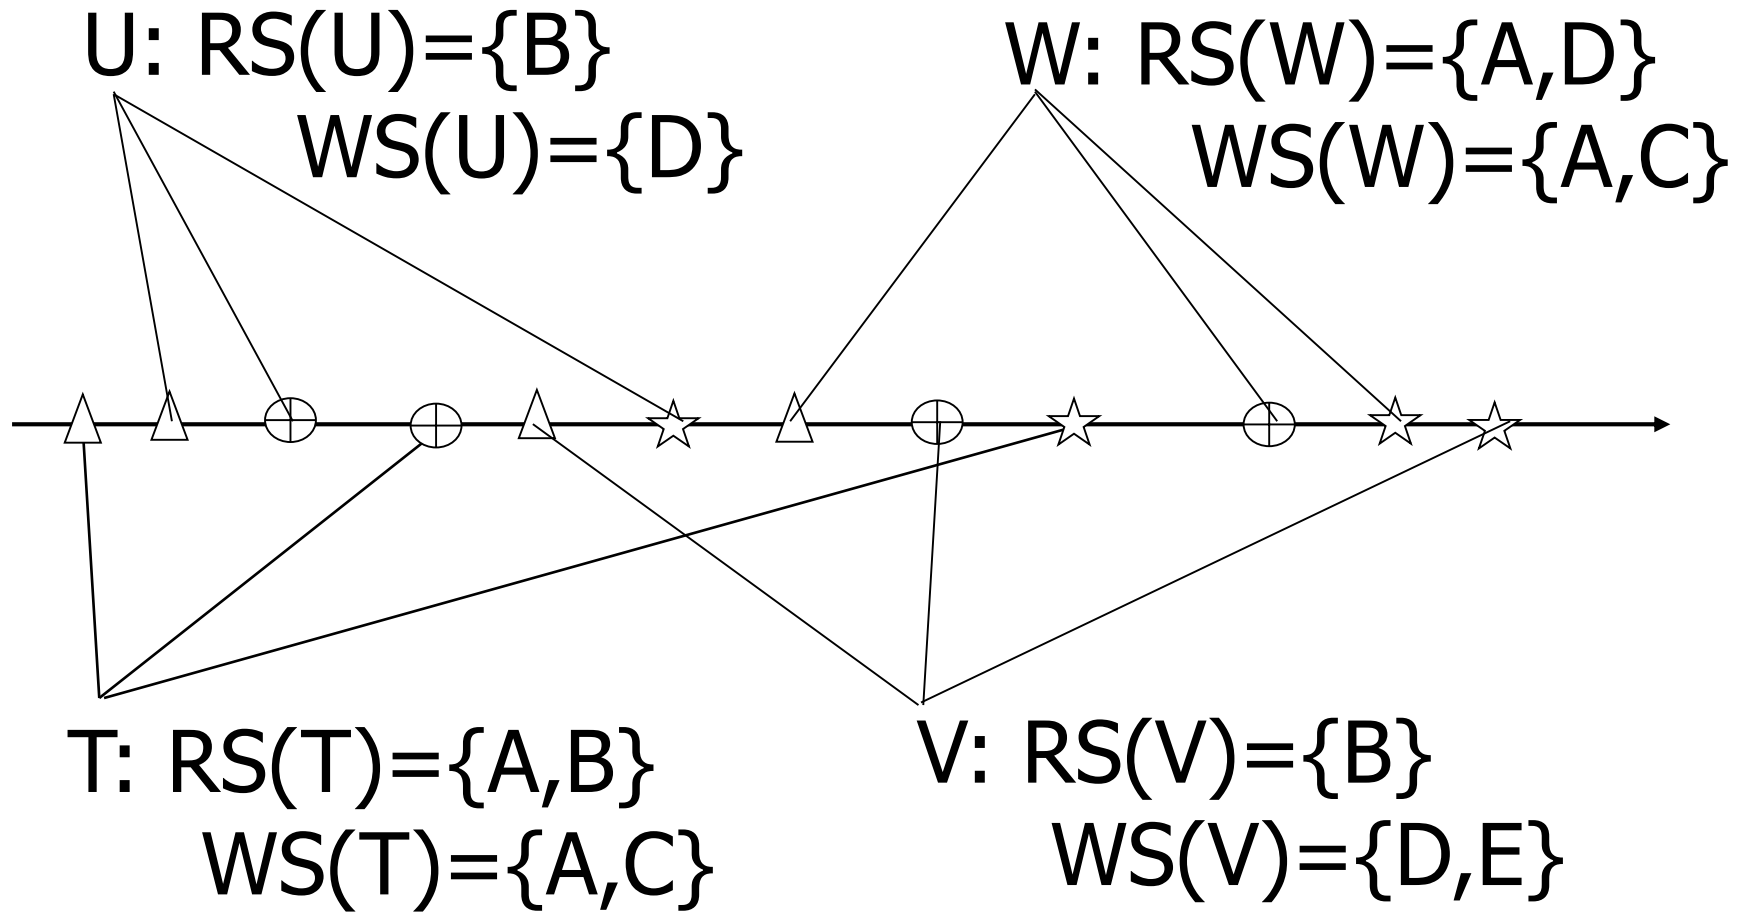 U: RS(U)={B}
WS(U)={D}
W: RS(W)={A,D}
WS(W)={A,C}
T: RS(T)={A,B}
WS(T)={A,C}
V: RS(V)={B}
WS(V)={D,E}